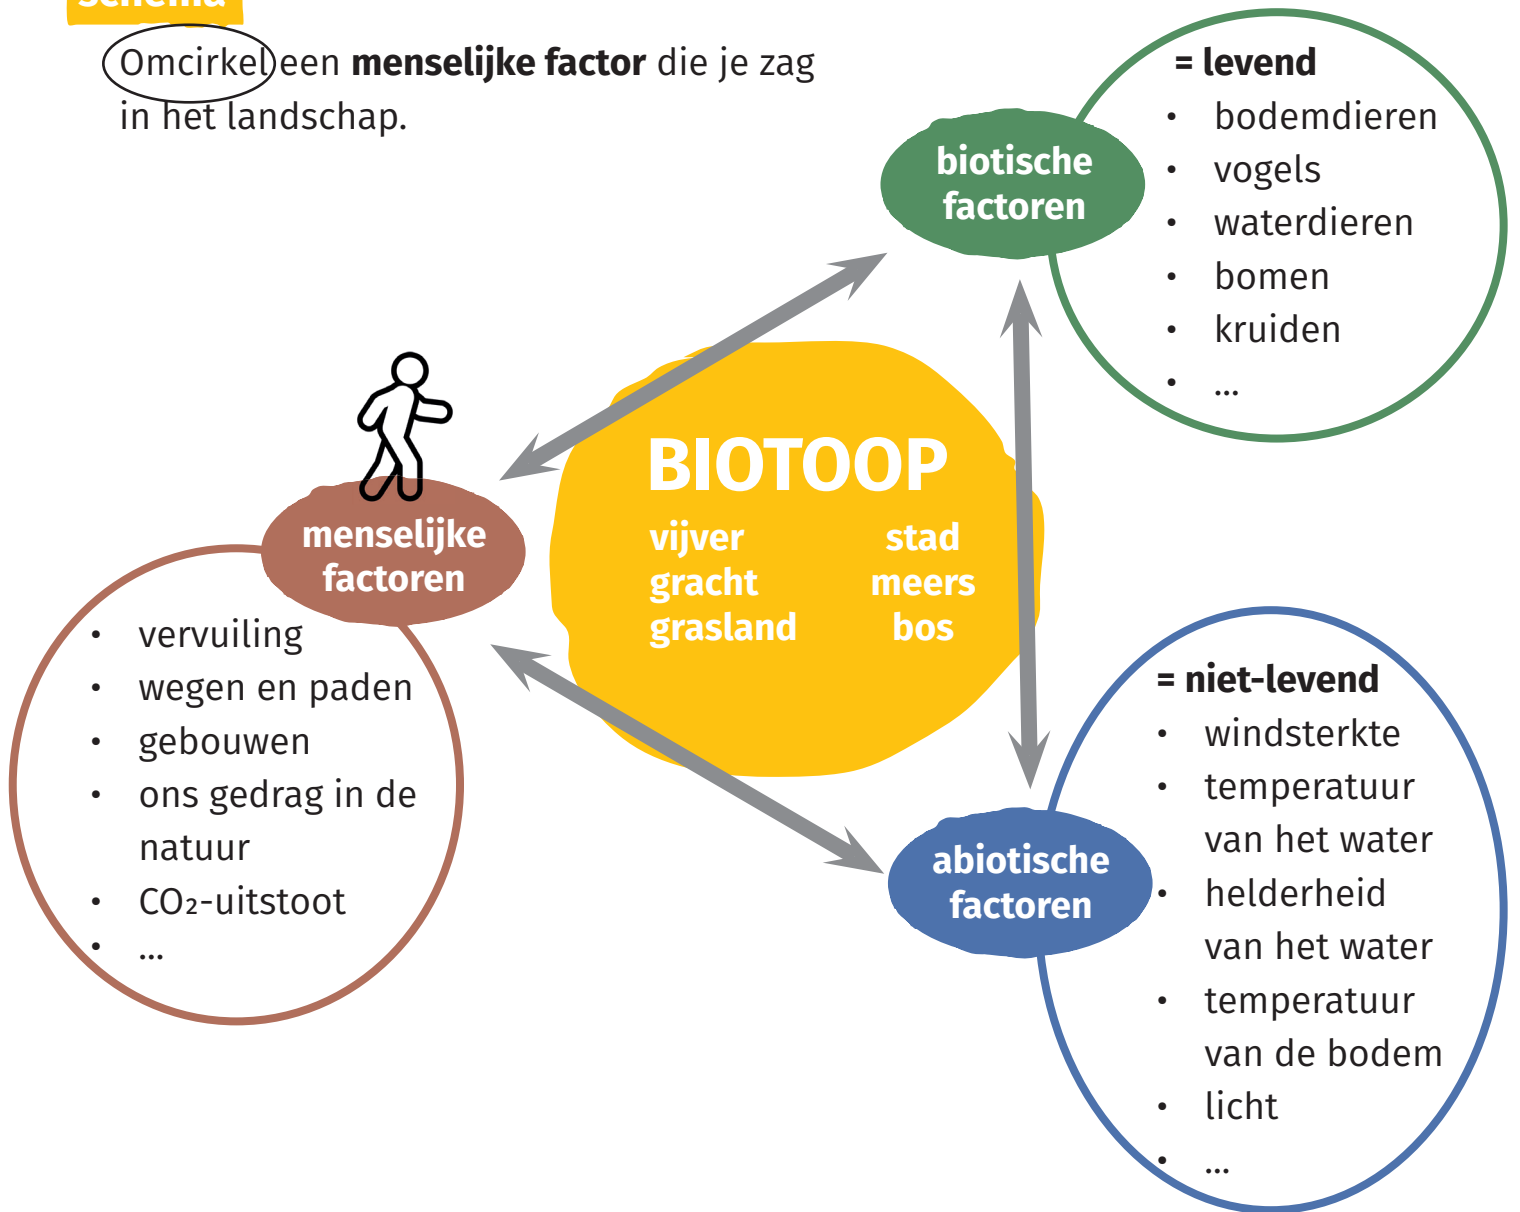 schema
Omcirkel een menselijke factor die je zag
in het landschap.
= levend
• bodemdieren
• vogels
• waterdieren
• bomen
• kruiden
• ...
biotische
factoren
BIOTOOP
vijver stad
gracht meers
grasland bos
menselijke
factoren
• vervuiling
• wegen en paden
• gebouwen
• ons gedrag in de
natuur
• CO₂-uitstoot
• ...
abiotische
factoren
= niet-levend
• windsterkte
• temperatuur
van het water
• helderheid
van het water
• temperatuur
van de bodem
• licht
• ...